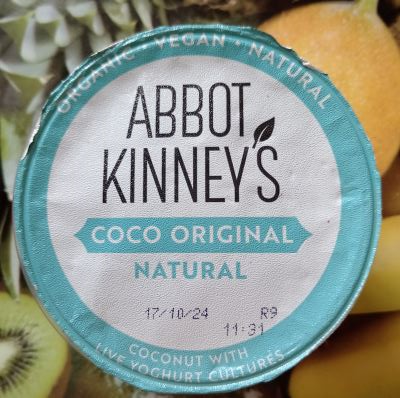 ORGANIC • VEGAN • NATURAL
ABBOT
KINNEY'S
COCO ORIGINAL
NATURAL
17/10/24 R9
11:31
COCONUT WITH
LIVE YOGHURT CULTURES